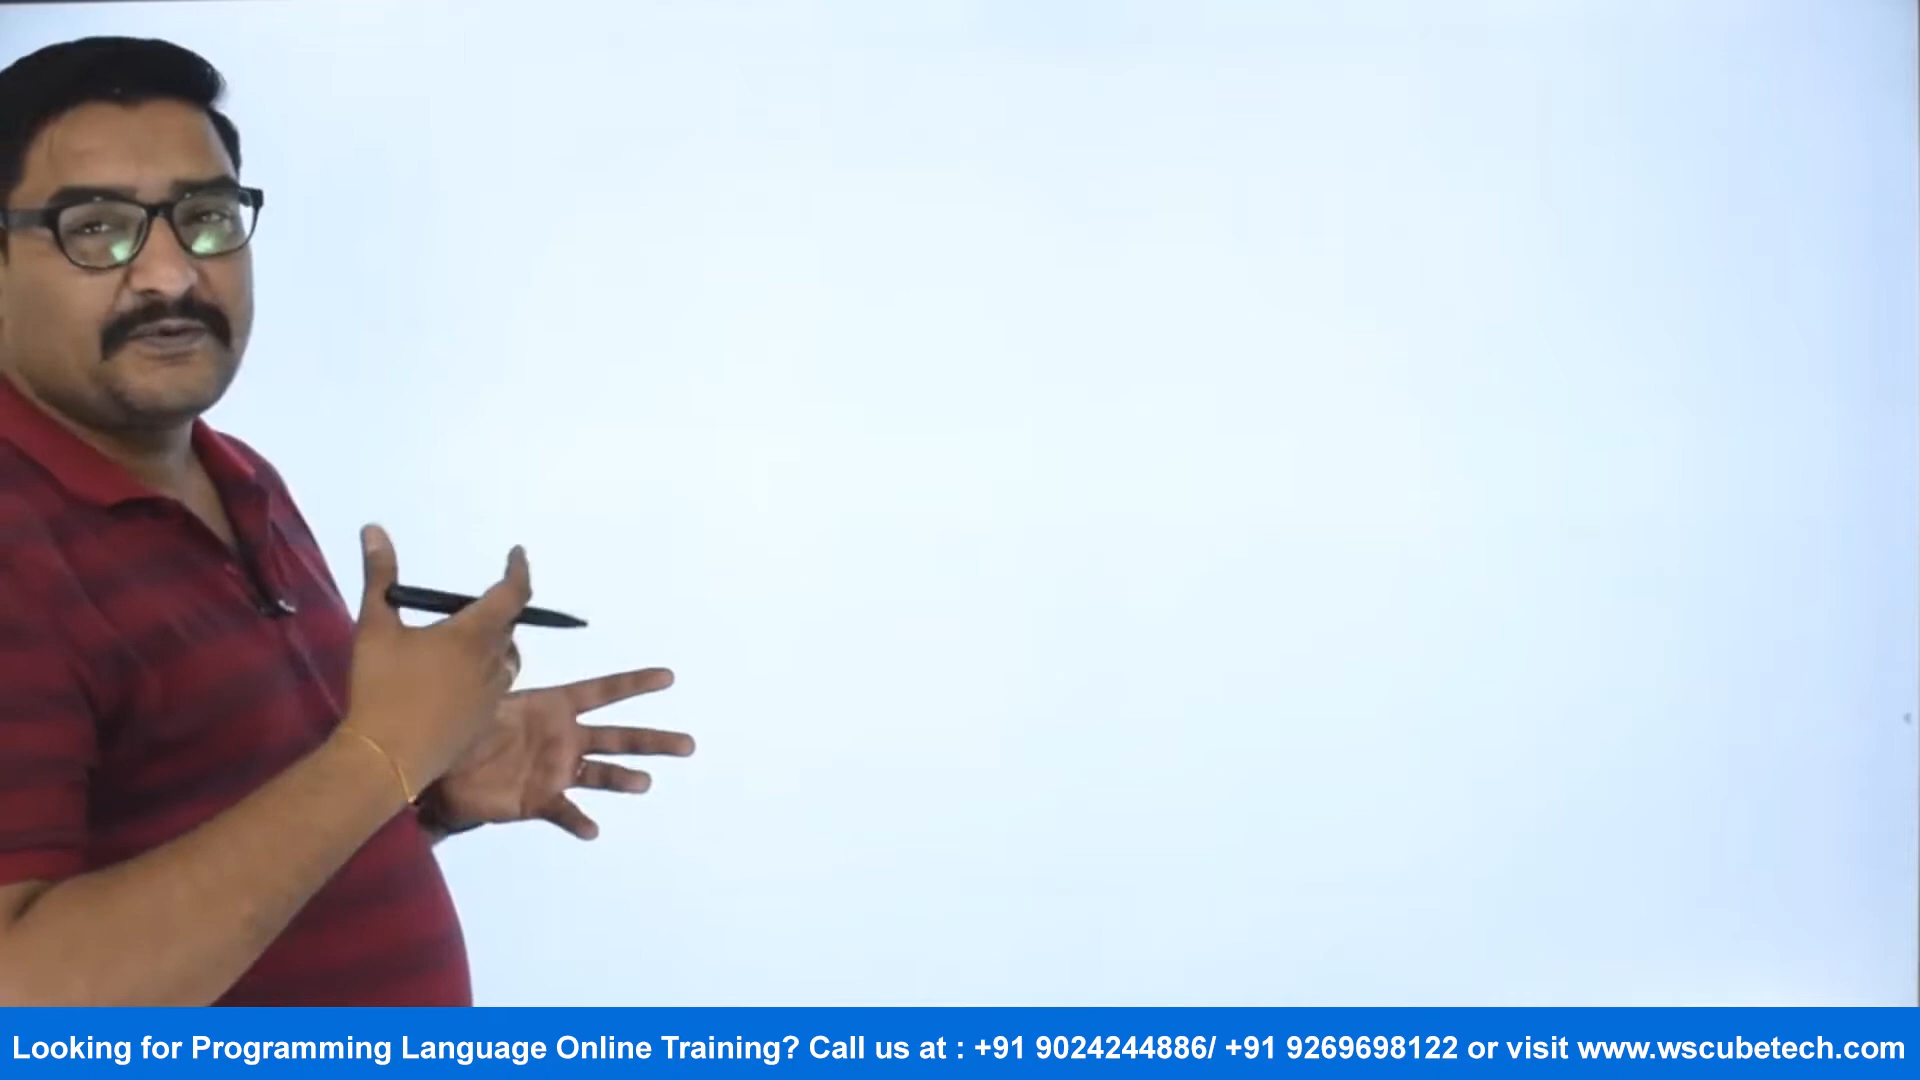 Looking for Programming Language Online Training? Call us at : +91 9024244886/ +91 9269698122 or visit www.wscubetech.com